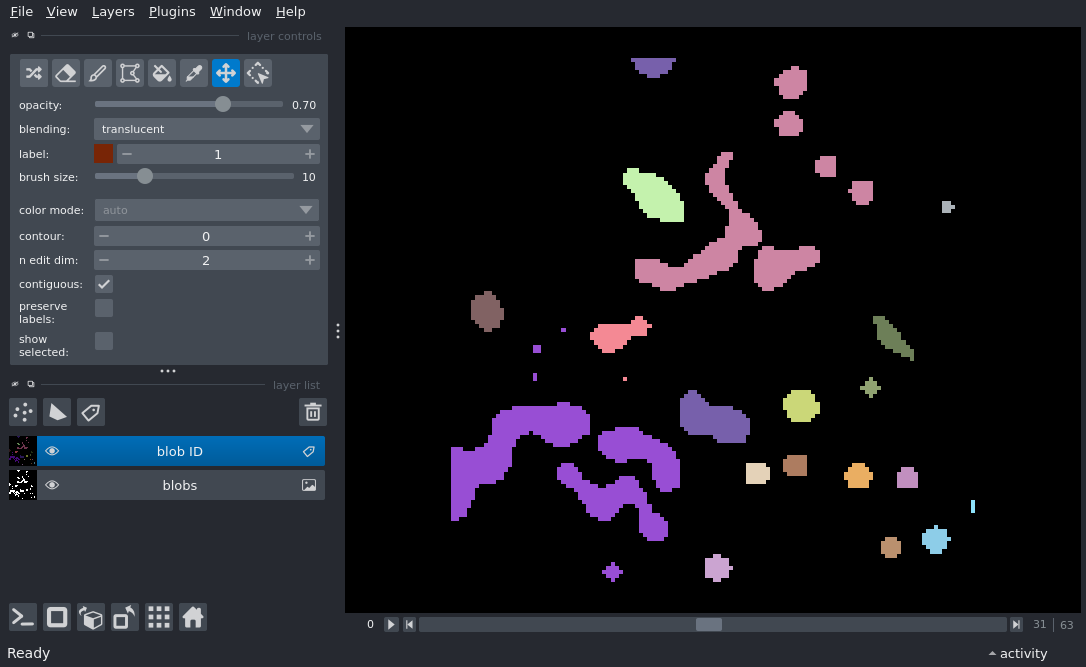 File View Layers Plugins Window Help
layer controls
opacity: 0.70
blending: translucent
label: 1
brush size: 10
color mode: auto
contour: 0
n edit dim: 2
contiguous:
preserve
labels:
show
selected:
layer list
blob ID
blobs
0 31 | 63
Ready activity